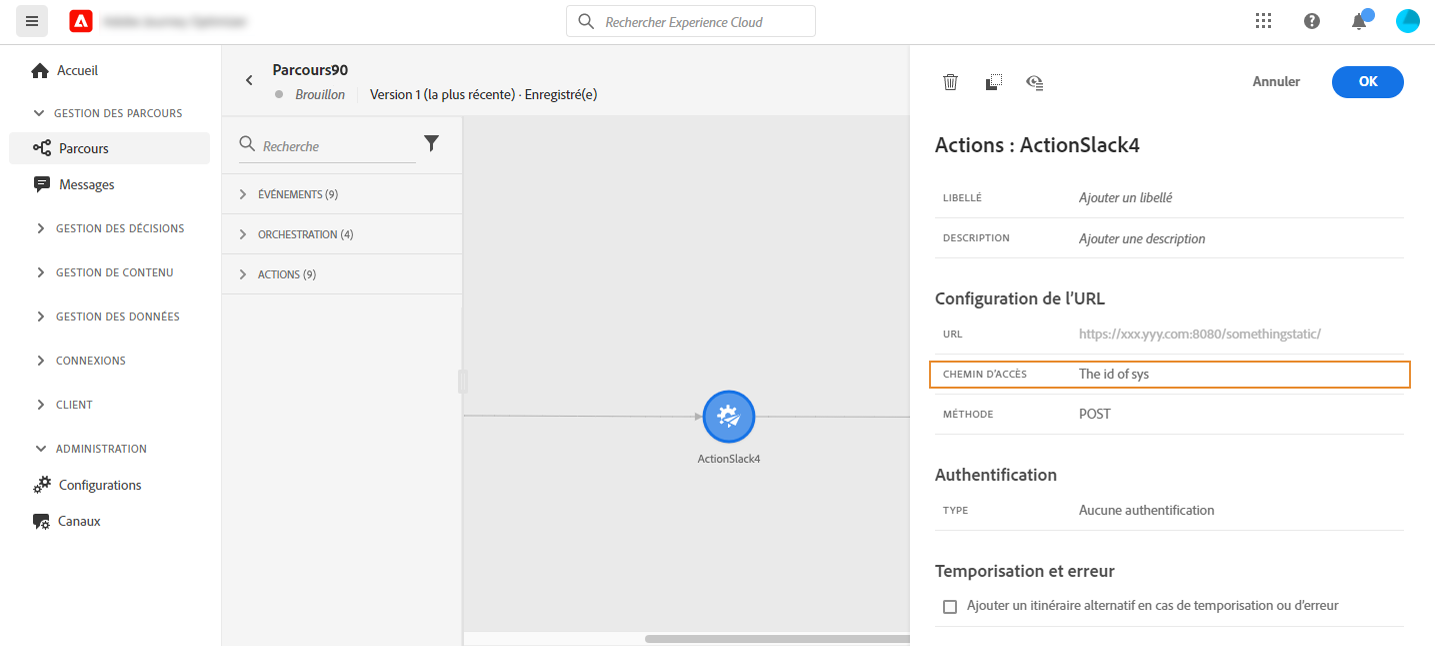 Rechercher Experience Cloud
Accueil
GESTION DES PARCOURS
Parcours
Messages
GESTION DES DÉCISIONS
GESTION DE CONTENU
GESTION DES DONNÉES
CONNEXIONS
CLIENT
ADMINISTRATION
Configurations
Canaux
Parcours90
Brouillon Version 1 (la plus récente) · Enregistré(e)
Recherche
ÉVÉNEMENTS (9)
ORCHESTRATION (4)
ACTIONS (9)
ActionSlack4
Annuler OK
Actions : ActionSlack4
LIBELLÉ Ajouter un libellé
DESCRIPTION Ajouter une description
Configuration de l’URL
URL https://xxx.yyy.com:8080/somethingstatic/
CHEMIN D’ACCÈS The id of sys
MÉTHODE POST
Authentification
TYPE Aucune authentification
Temporisation et erreur
Ajouter un itinéraire alternatif en cas de temporisation ou d’erreur